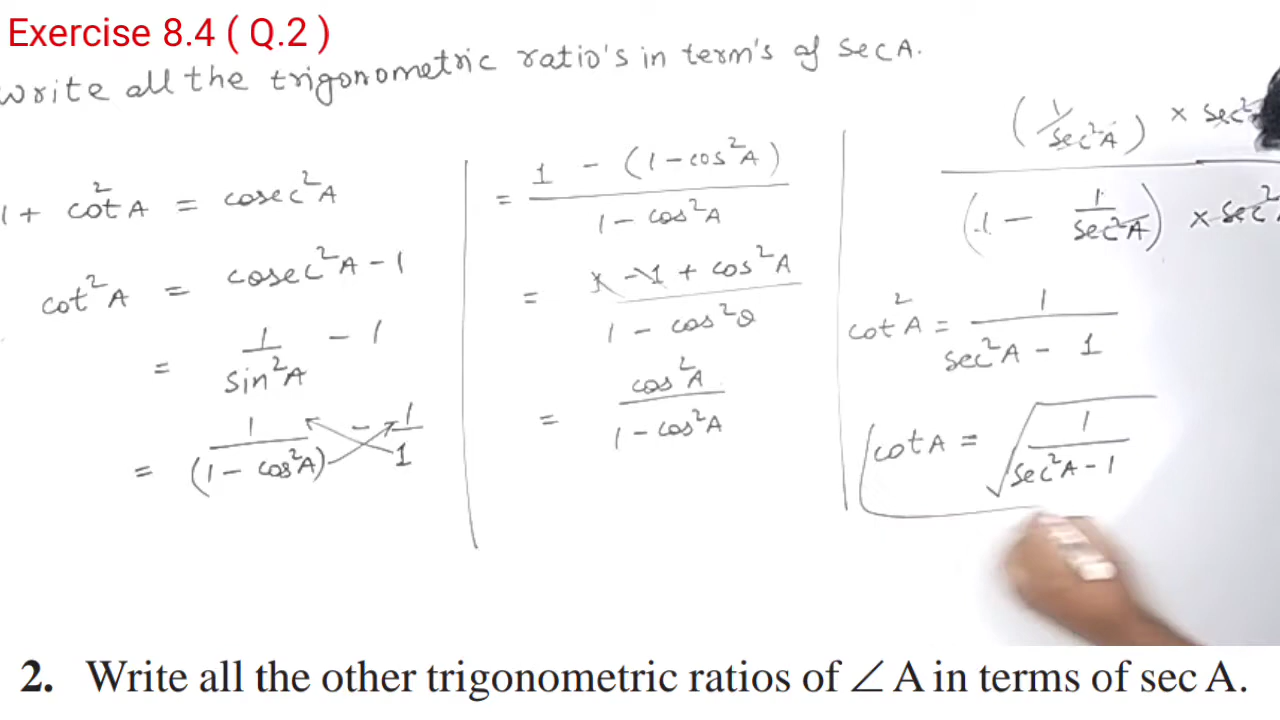 Exercise 8.4 ( Q.2 )
Write all the trigonometric ratio's in term's of sec A.
1 + cot²A = cosec²A
cot²A = cosec²A - 1
= 1/sin²A - 1
= 1/(1 - cos²A) - 1/1
= (1 - (1 - cos²A))/(1 - cos²A)
= (1 - 1 + cos²A)/(1 - cos²θ)
= cos²A/(1 - cos²A)
(1/sec²A) × sec²
(1 - 1/sec²A) × sec²A
cot²A = 1/(sec²A - 1)
cot A = √(1/(sec²A - 1))
2. Write all the other trigonometric ratios of ∠ A in terms of sec A.